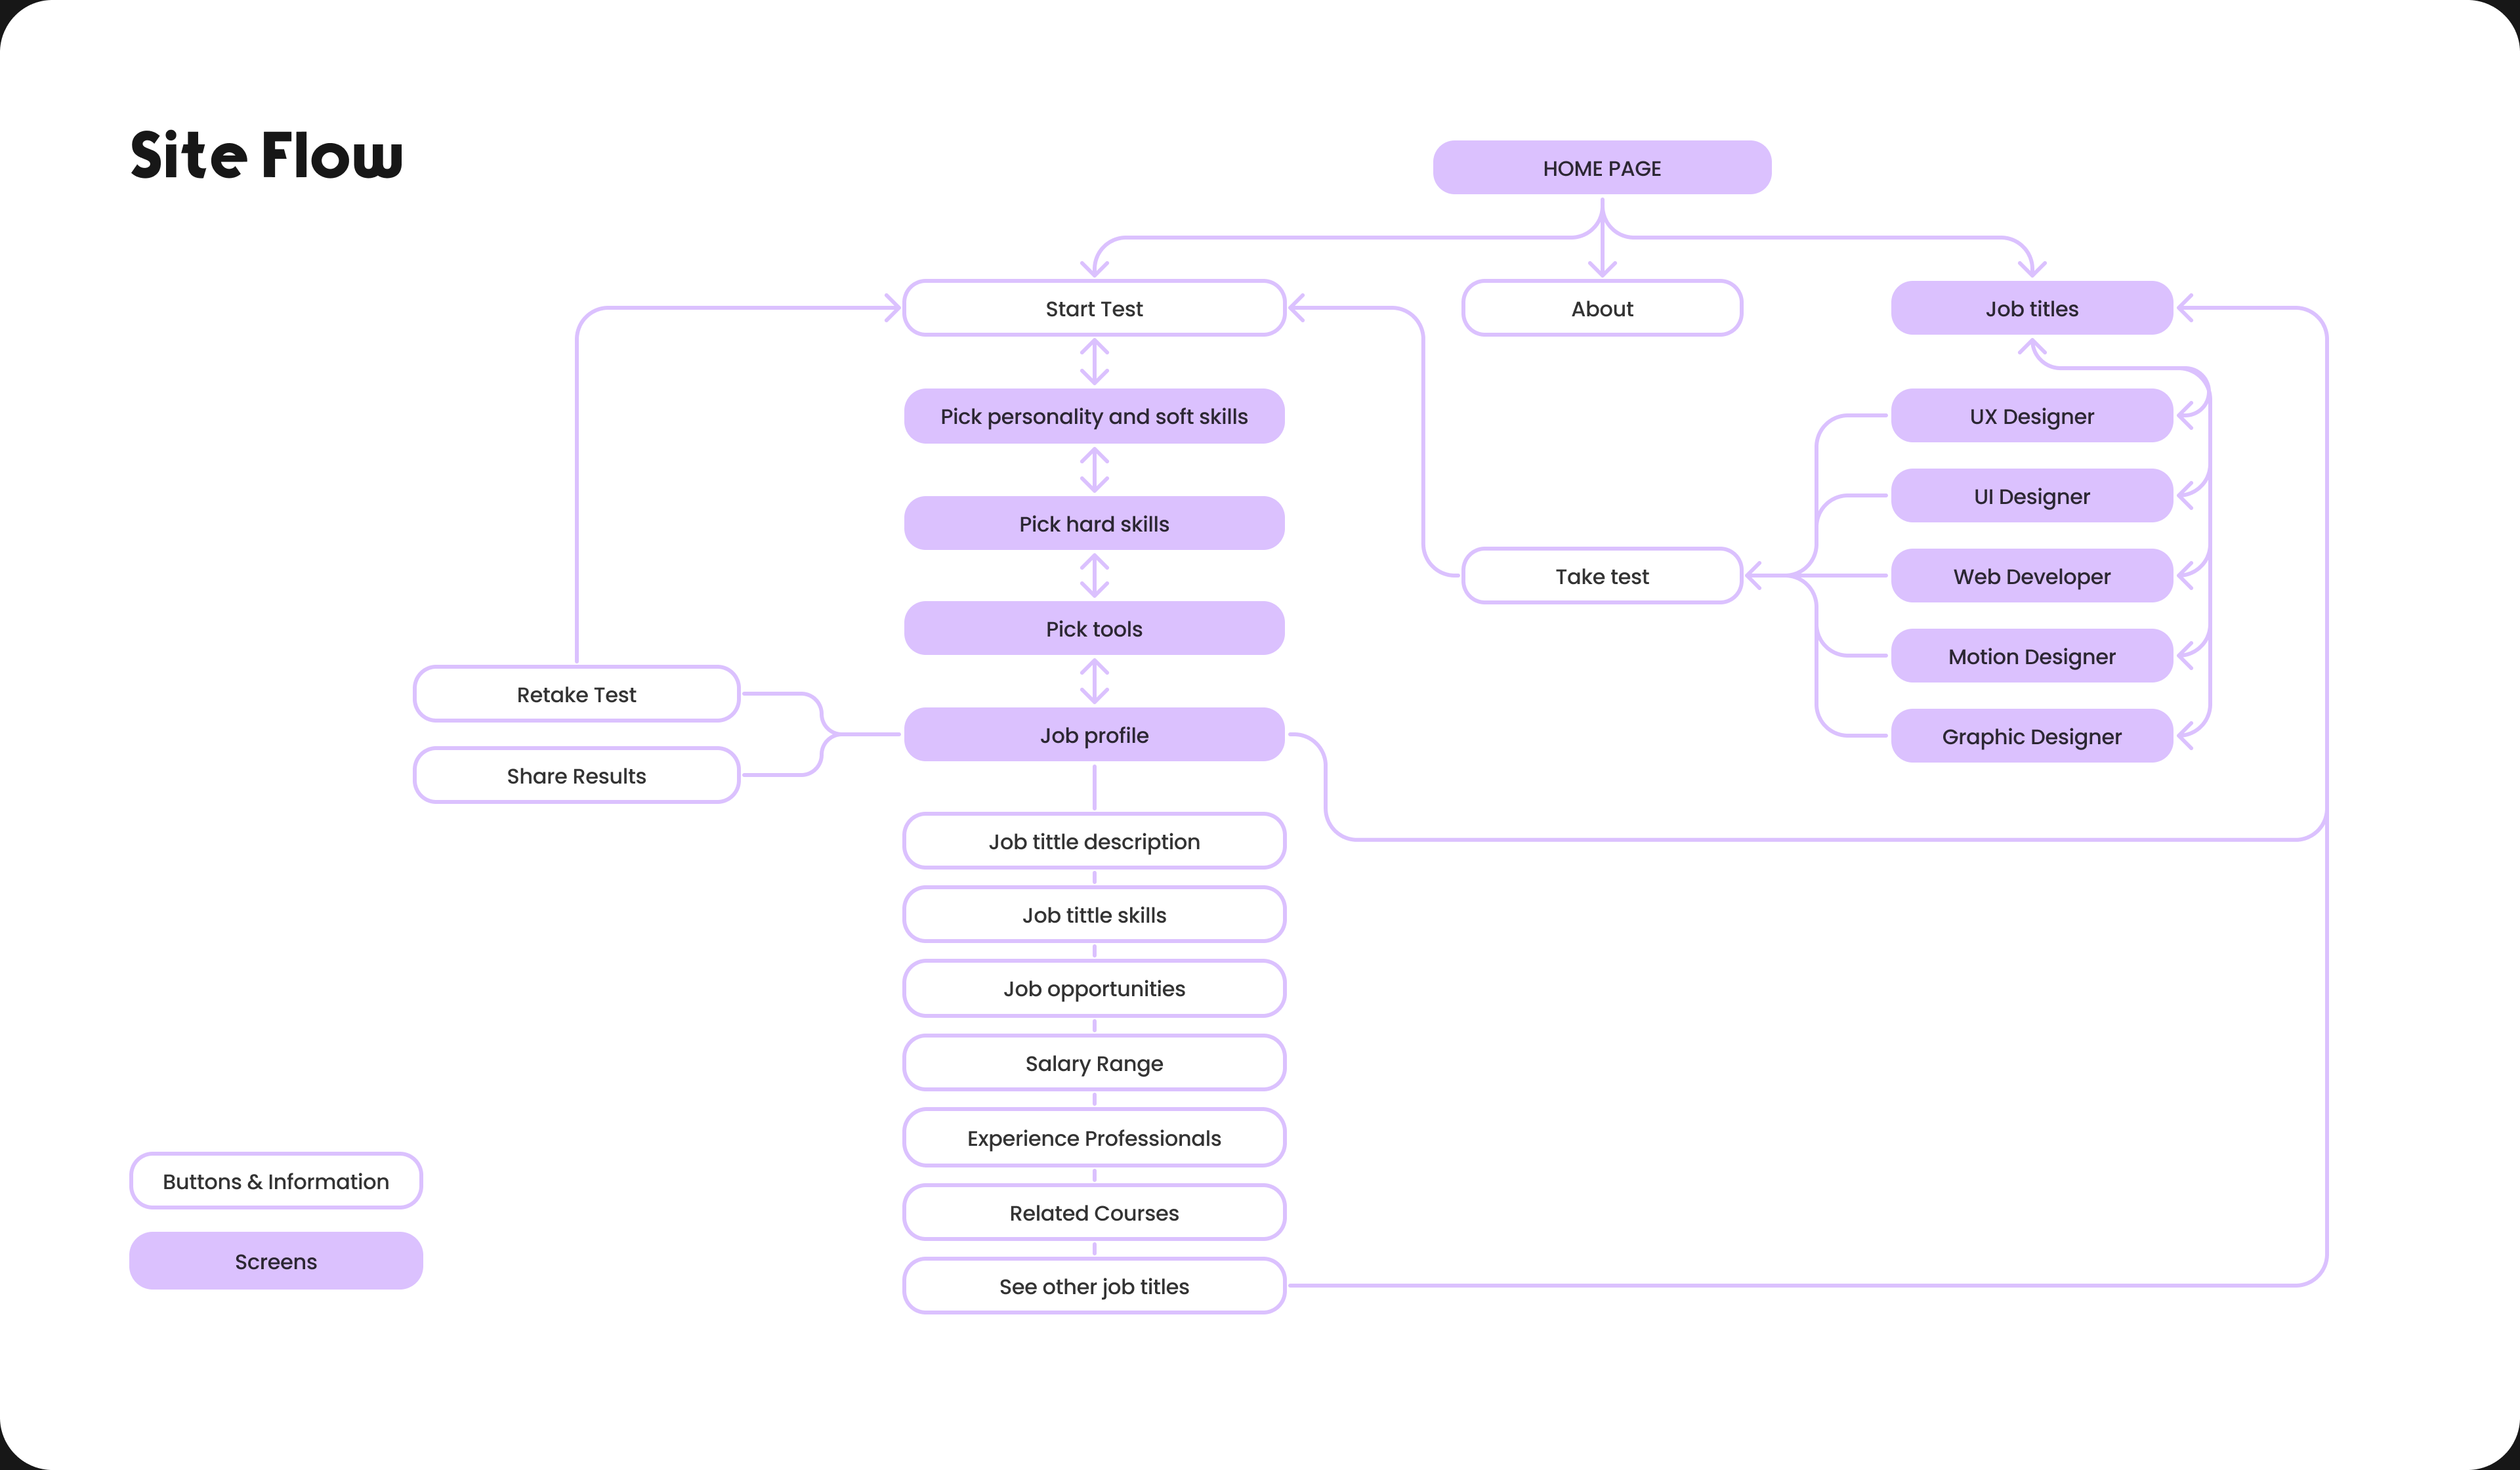 Site Flow
HOME PAGE
Start Test
About
Job titles
Pick personality and soft skills
UX Designer
Pick hard skills
UI Designer
Take test
Web Developer
Pick tools
Motion Designer
Retake Test
Job profile
Graphic Designer
Share Results
Job tittle description
Job tittle skills
Job opportunities
Salary Range
Experience Professionals
Buttons & Information
Related Courses
Screens
See other job titles